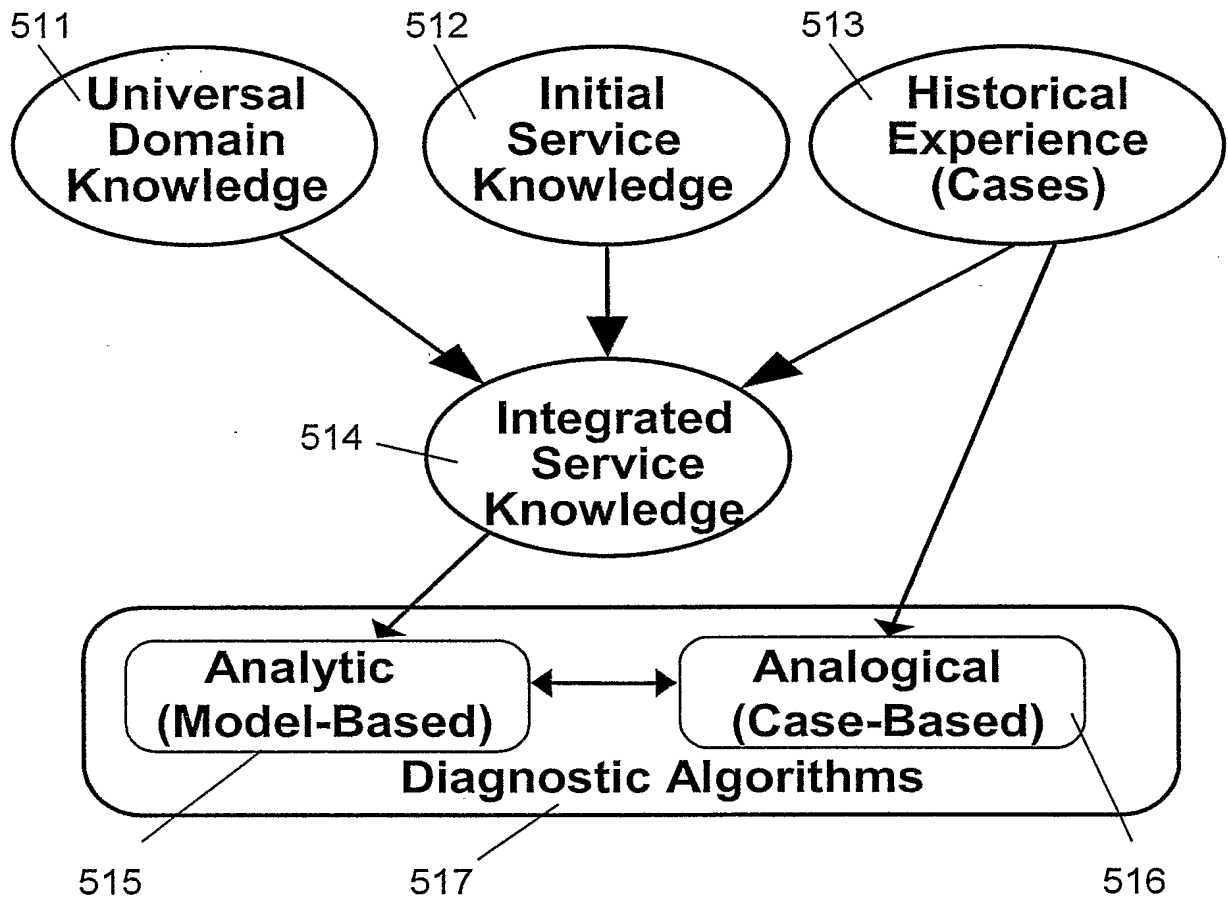 511
512
513
Universal
Domain
Knowledge
Initial
Service
Knowledge
Historical
Experience
(Cases)
514
Integrated
Service
Knowledge
Analytic
(Model-Based)
Analogical
(Case-Based)
Diagnostic Algorithms
515
517
516